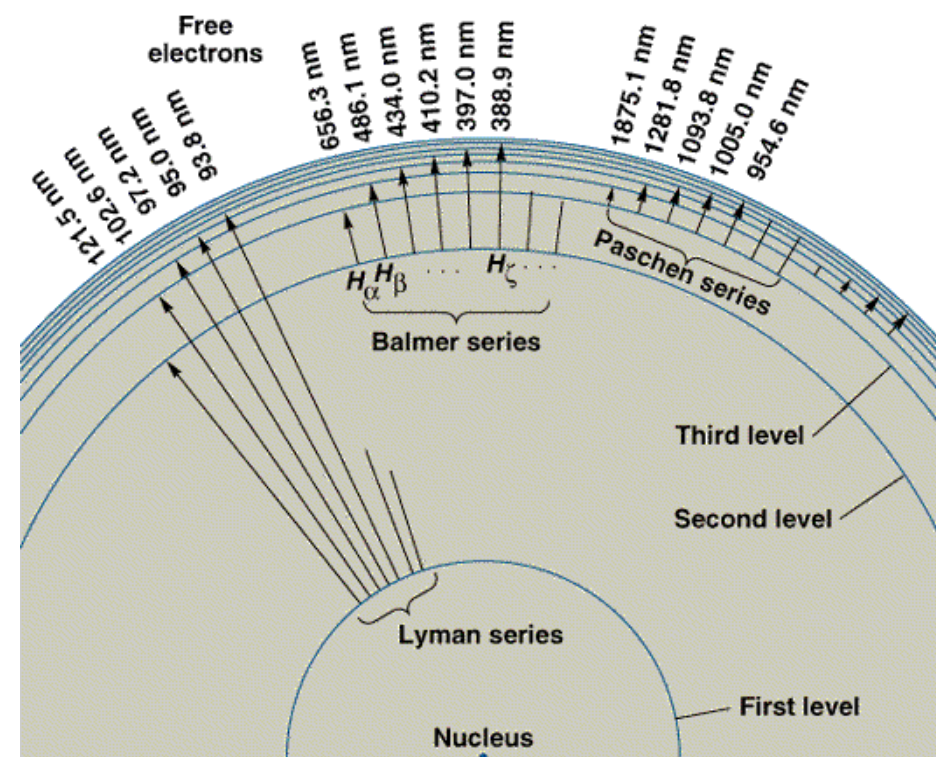 Free
electrons
121.5 nm
102.6 nm
97.2 nm
95.0 nm
93.8 nm
656.3 nm
486.1 nm
434.0 nm
410.2 nm
397.0 nm
388.9 nm
1875.1 nm
1281.8 nm
1093.8 nm
1005.0 nm
954.6 nm
Hα Hβ · · · Hζ · · ·
Balmer series
Paschen series
Third level
Second level
Lyman series
First level
Nucleus